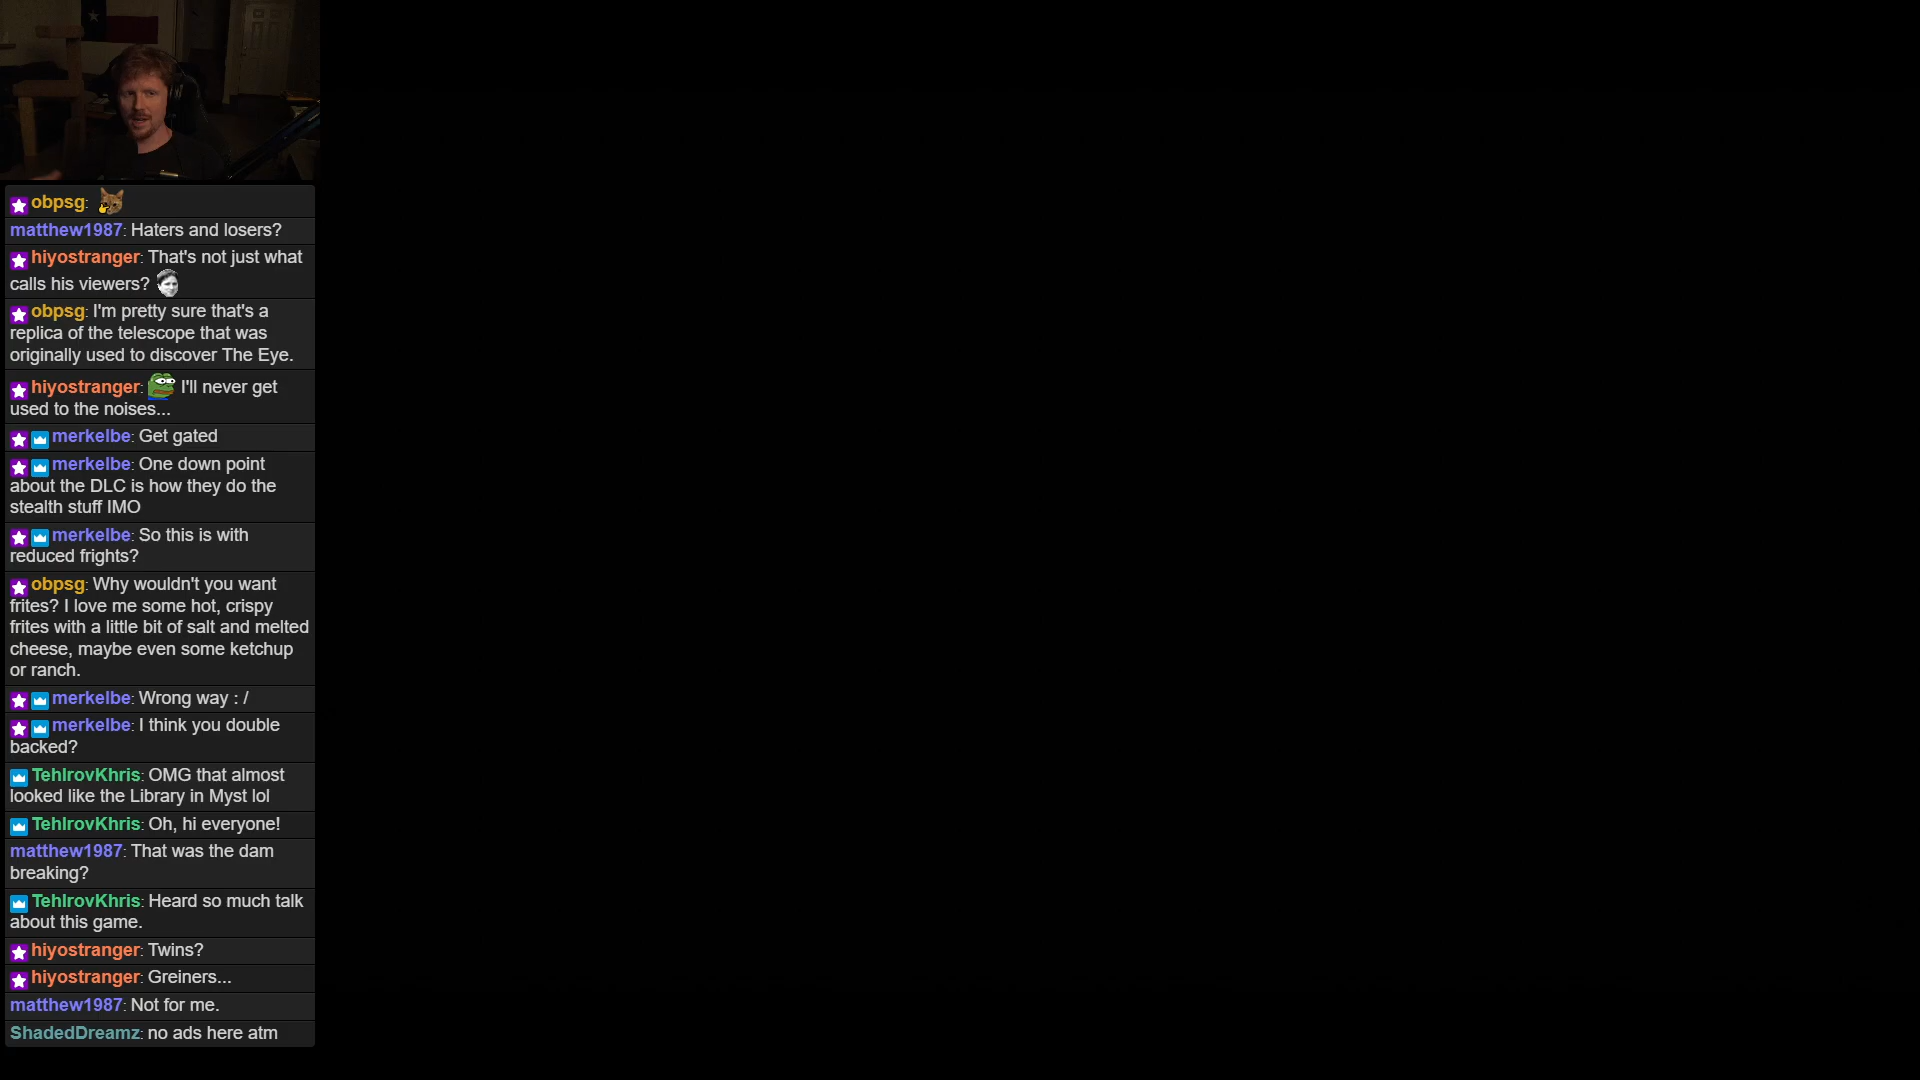 obpsg:
matthew1987: Haters and losers?
hiyostranger: That's not just what
calls his viewers?
obpsg: I'm pretty sure that's a
replica of the telescope that was
originally used to discover The Eye.
hiyostranger: I'll never get
used to the noises...
merkelbe: Get gated
merkelbe: One down point
about the DLC is how they do the
stealth stuff IMO
merkelbe: So this is with
reduced frights?
obpsg: Why wouldn't you want
frites? I love me some hot, crispy
frites with a little bit of salt and melted
cheese, maybe even some ketchup
or ranch.
merkelbe: Wrong way : /
merkelbe: I think you double
backed?
TehIrovKhris: OMG that almost
looked like the Library in Myst lol
TehIrovKhris: Oh, hi everyone!
matthew1987: That was the dam
breaking?
TehIrovKhris: Heard so much talk
about this game.
hiyostranger: Twins?
hiyostranger: Greiners...
matthew1987: Not for me.
ShadedDreamz: no ads here atm